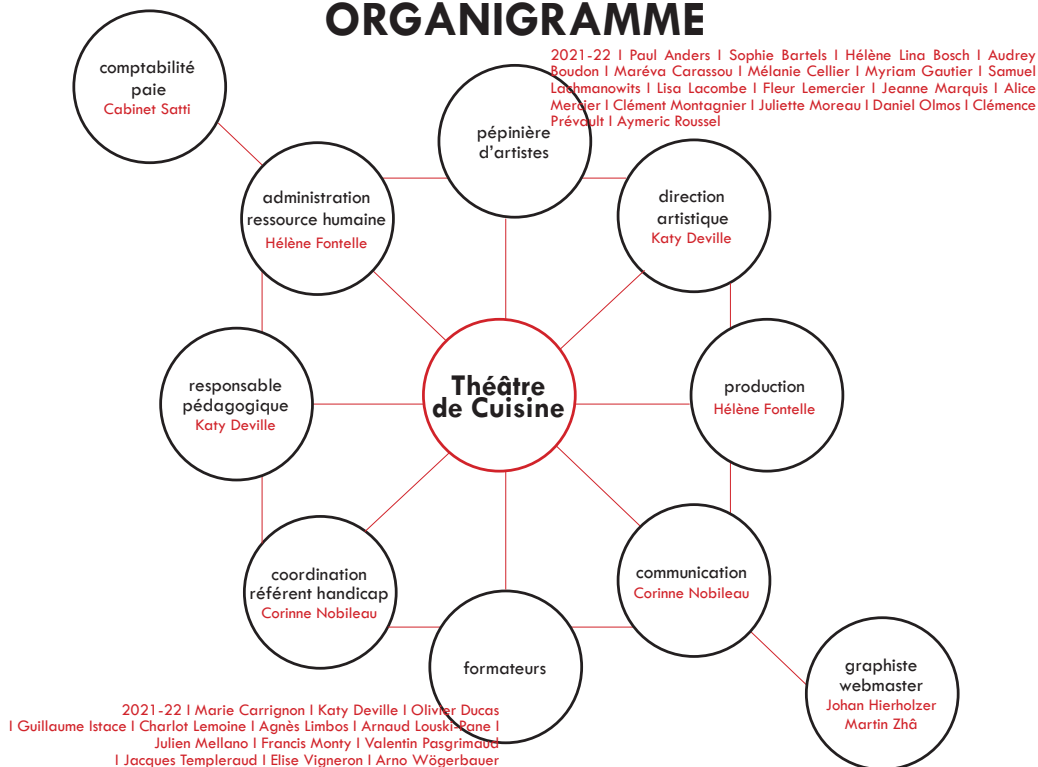 ORGANIGRAMME
2021-22 I Paul Anders I Sophie Bartels I Hélène Lina Bosch I Audrey
Boudon I Maréva Carassou I Mélanie Cellier I Myriam Gautier I Samuel
Lachmanowits I Lisa Lacombe I Fleur Lemercier I Jeanne Marquis I Alice
Mercier I Clément Montagnier I Juliette Moreau I Daniel Olmos I Clémence
Prévault I Aymeric Roussel
comptabilité
paie
Cabinet Satti
pépinière
d'artistes
administration
ressource humaine
Hélène Fontelle
direction
artistique
Katy Deville
Théâtre
de Cuisine
responsable
pédagogique
Katy Deville
production
Hélène Fontelle
coordination
référent handicap
Corinne Nobileau
communication
Corinne Nobileau
formateurs
graphiste
webmaster
Johan Hierholzer
Martin Zhâ
2021-22 I Marie Carrignon I Katy Deville I Olivier Ducas
I Guillaume Istace I Charlot Lemoine I Agnès Limbos I Arnaud Louski-Pane I
Julien Mellano I Francis Monty I Valentin Pasgrimaud
I Jacques Templeraud I Elise Vigneron I Arno Wögerbauer